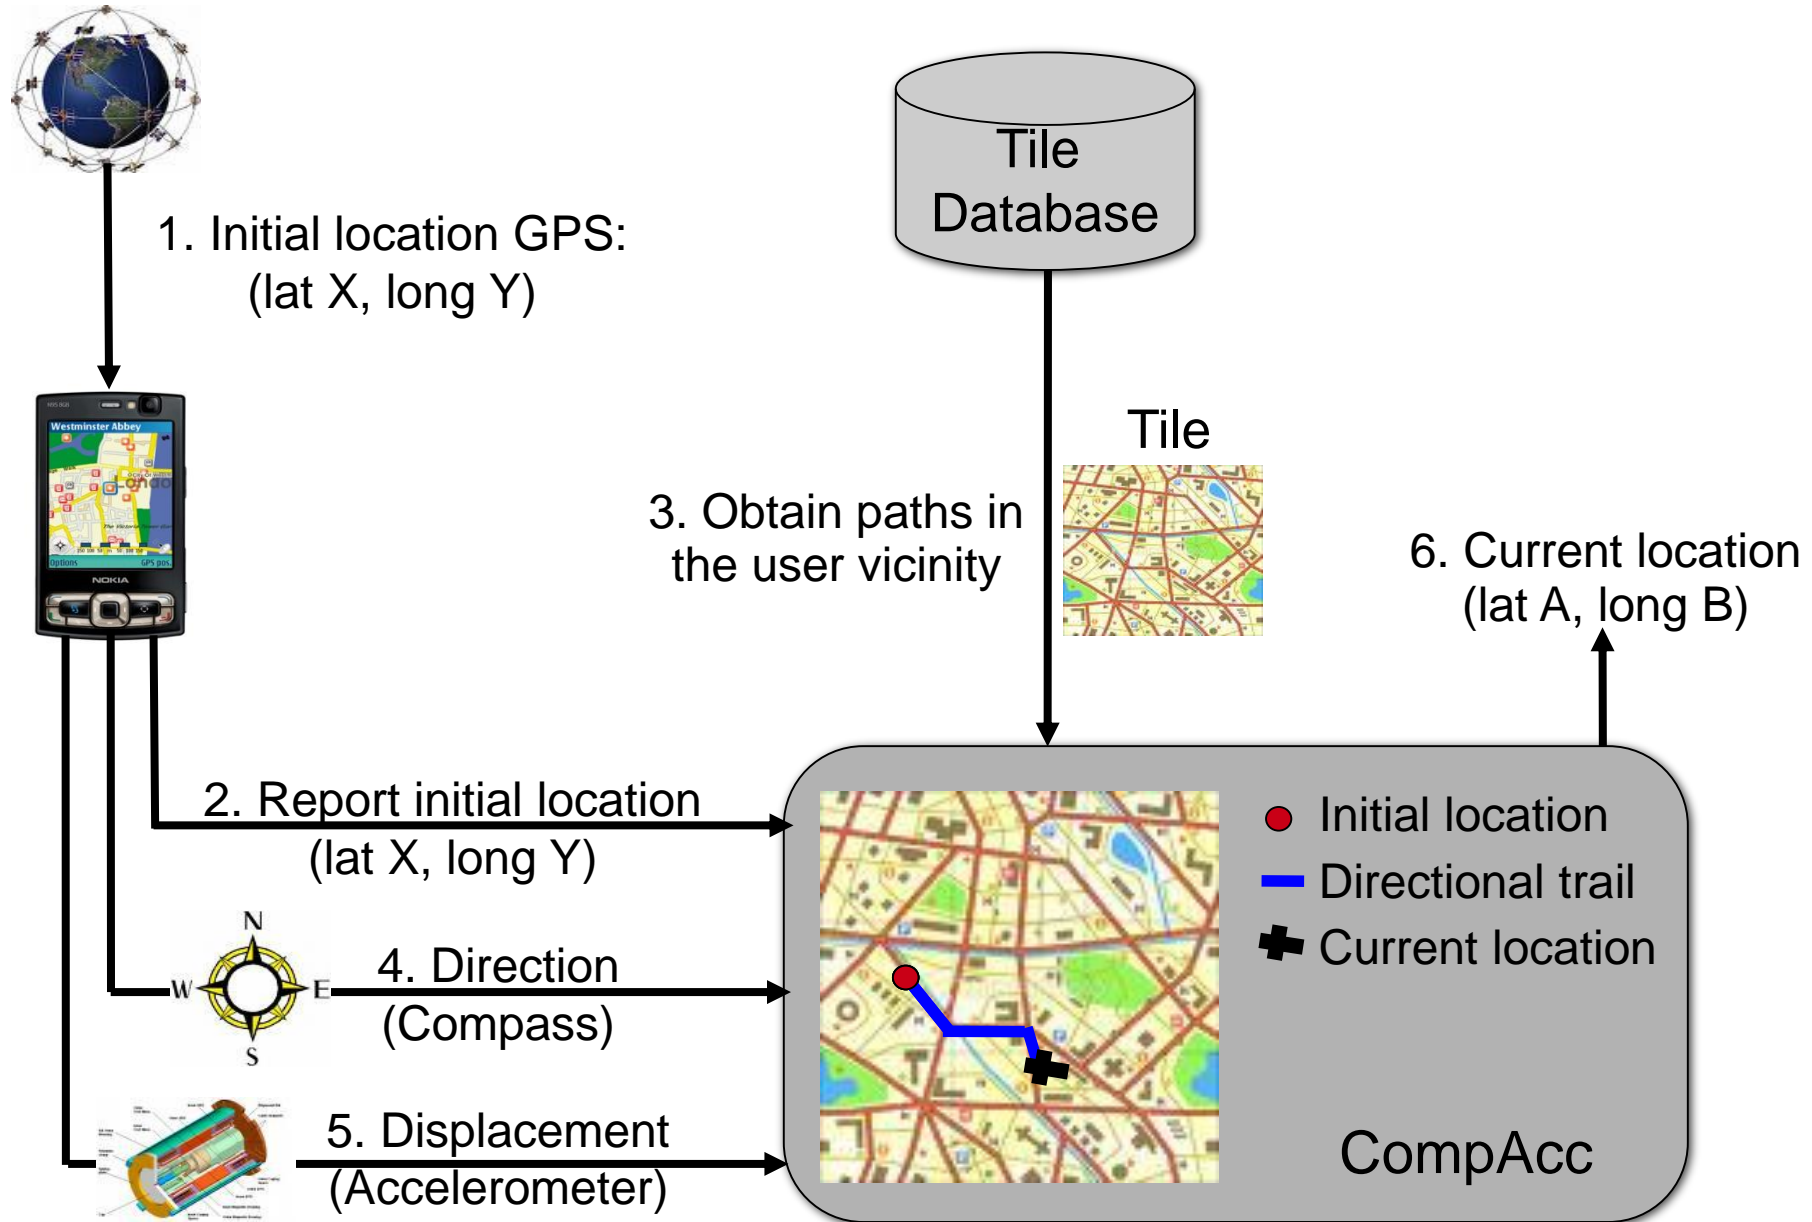 1. Initial location GPS:
(lat X, long Y)
Tile
Database
Westminster Abbey
Options
GPS pos.
NOKIA
Tile
3. Obtain paths in
the user vicinity
6. Current location
(lat A, long B)
2. Report initial location
(lat X, long Y)
N
W
E
S
4. Direction
(Compass)
5. Displacement
(Accelerometer)
Initial location
Directional trail
Current location
CompAcc